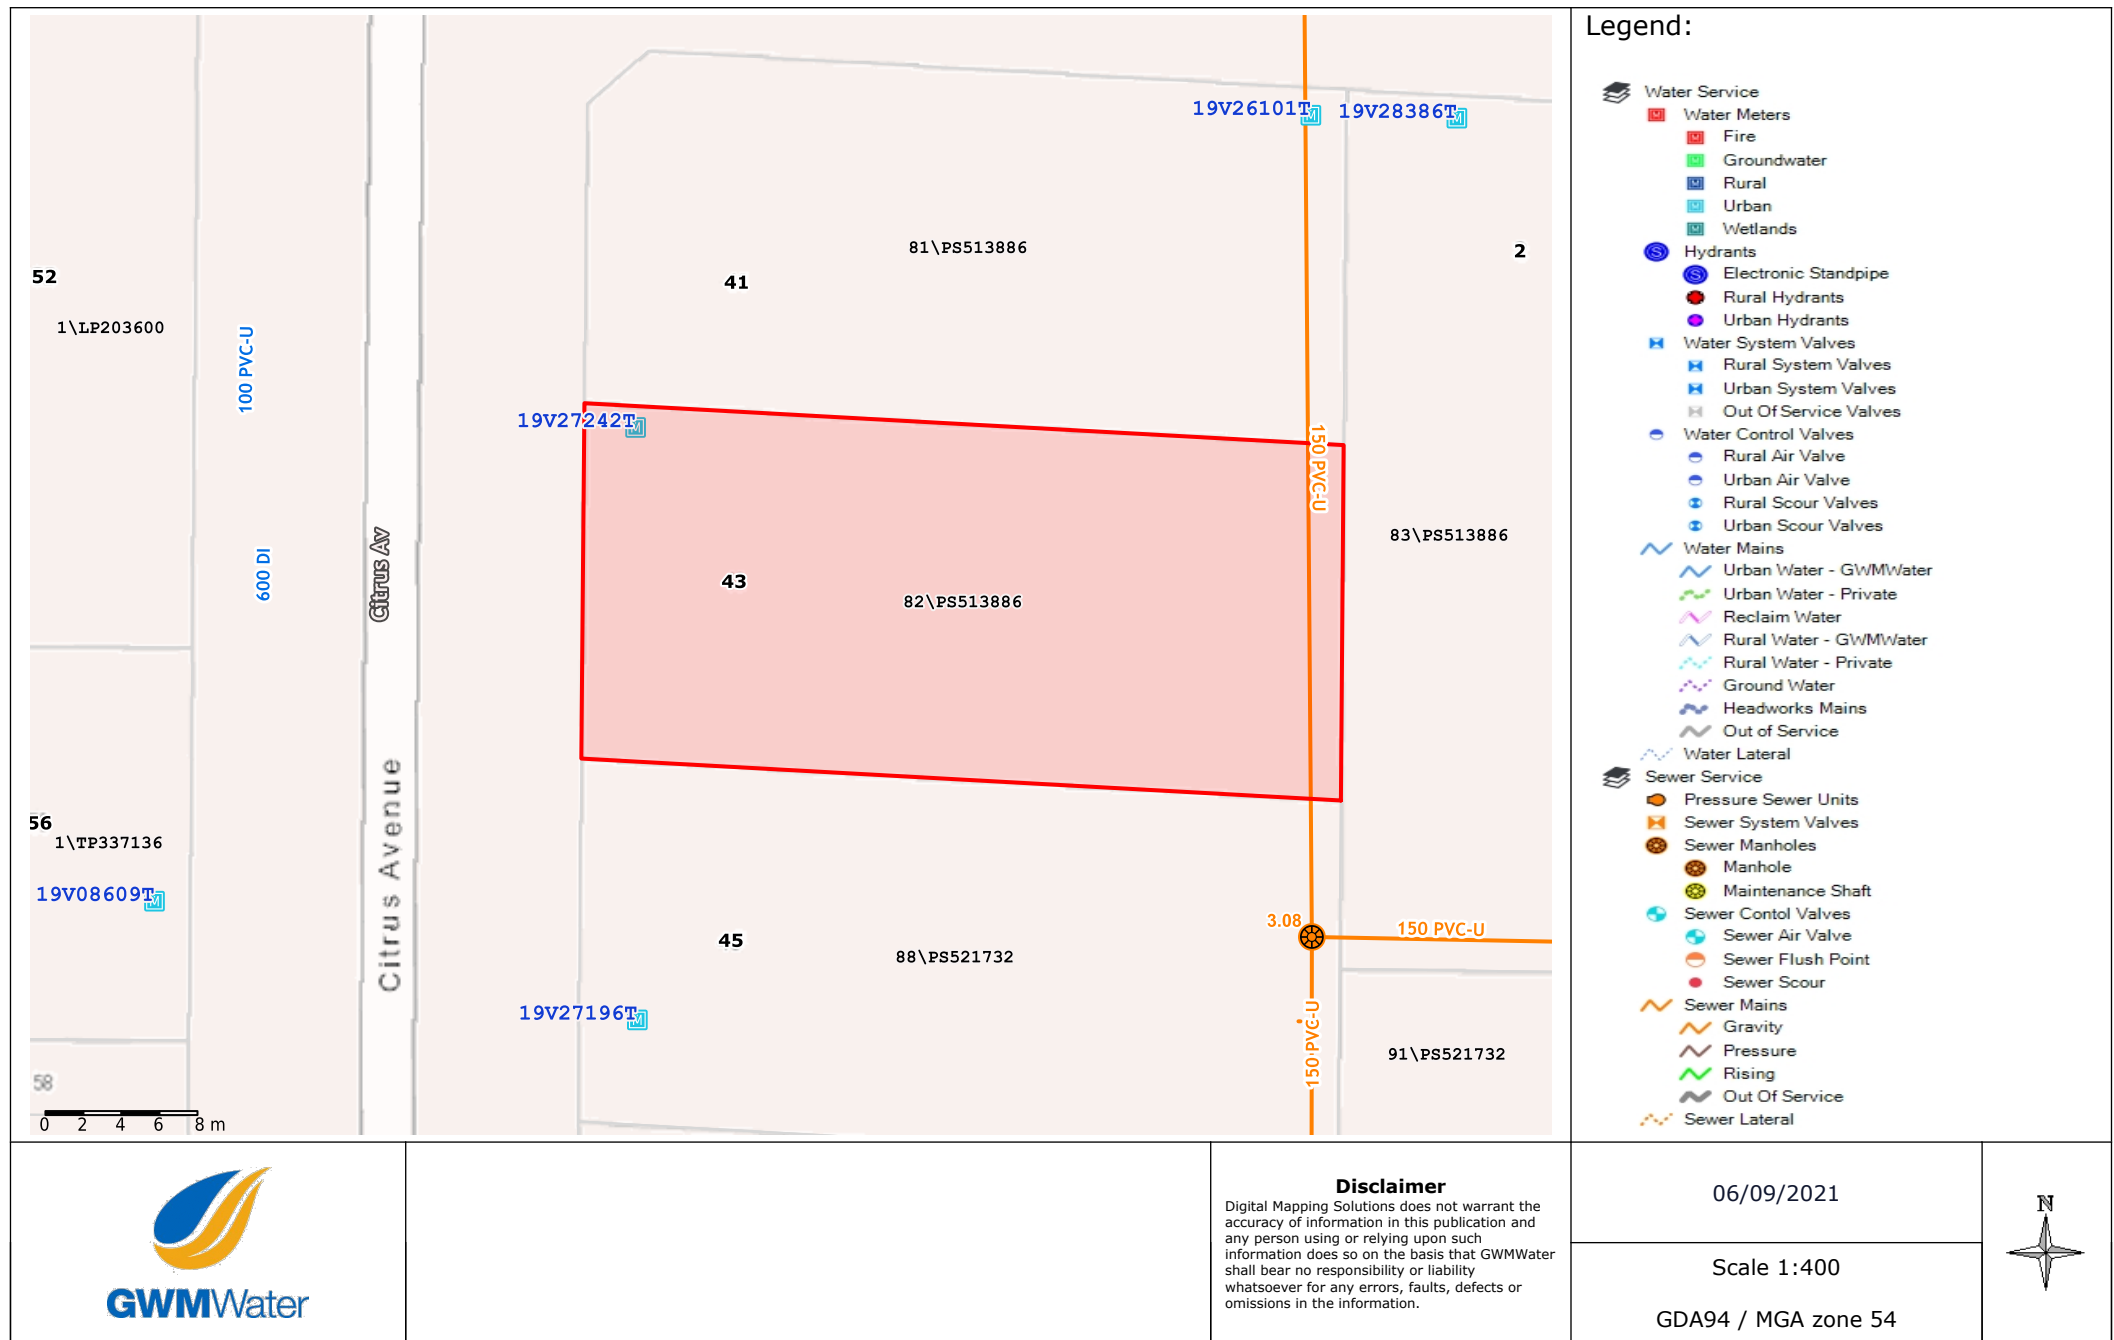 19V26101T
19V28386T
81\PS513886
2
52
41
1\LP203600
100 PVC-U
19V27242T
150 PVC-U
Citrus Av
83\PS513886
600 DI
43
82\PS513886
Citrus Avenue
56
1\TP337136
19V08609T
3.08
150 PVC-U
45
88\PS521732
19V27196T
150 PVC-U
91\PS521732
58
0 2 4 6 8 m
Legend:
Water Service
Water Meters
Fire
Groundwater
Rural
Urban
Wetlands
Hydrants
Electronic Standpipe
Rural Hydrants
Urban Hydrants
Water System Valves
Rural System Valves
Urban System Valves
Out Of Service Valves
Water Control Valves
Rural Air Valve
Urban Air Valve
Rural Scour Valves
Urban Scour Valves
Water Mains
Urban Water - GWMWater
Urban Water - Private
Reclaim Water
Rural Water - GWMWater
Rural Water - Private
Ground Water
Headworks Mains
Out of Service
Water Lateral
Sewer Service
Pressure Sewer Units
Sewer System Valves
Sewer Manholes
Manhole
Maintenance Shaft
Sewer Contol Valves
Sewer Air Valve
Sewer Flush Point
Sewer Scour
Sewer Mains
Gravity
Pressure
Rising
Out Of Service
Sewer Lateral
GWMWater
Disclaimer
Digital Mapping Solutions does not warrant the
accuracy of information in this publication and
any person using or relying upon such
information does so on the basis that GWMWater
shall bear no responsibility or liability
whatsoever for any errors, faults, defects or
omissions in the information.
06/09/2021
Scale 1:400
GDA94 / MGA zone 54
N